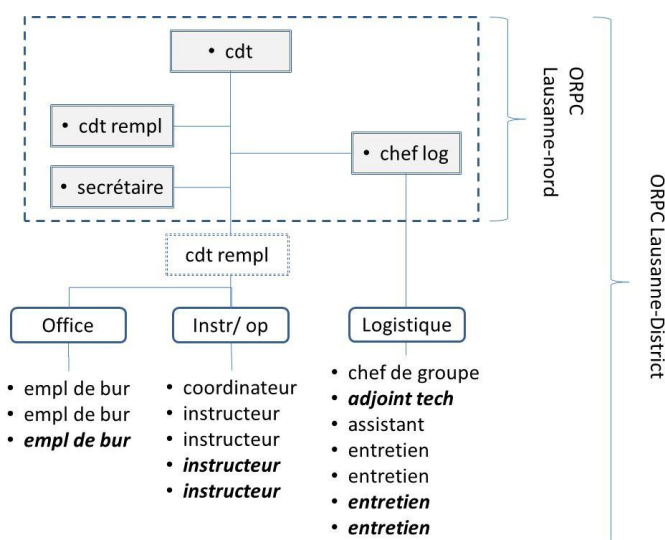 • cdt
• cdt rempl
• chef log
• secrétaire
cdt rempl
Office
Instr/ op
Logistique
• empl de bur
• empl de bur
• empl de bur
• coordinateur
• instructeur
• instructeur
• instructeur
• instructeur
• chef de groupe
• adjoint tech
• assistant
• entretien
• entretien
• entretien
• entretien
ORPC
Lausanne-nord
ORPC Lausanne-District